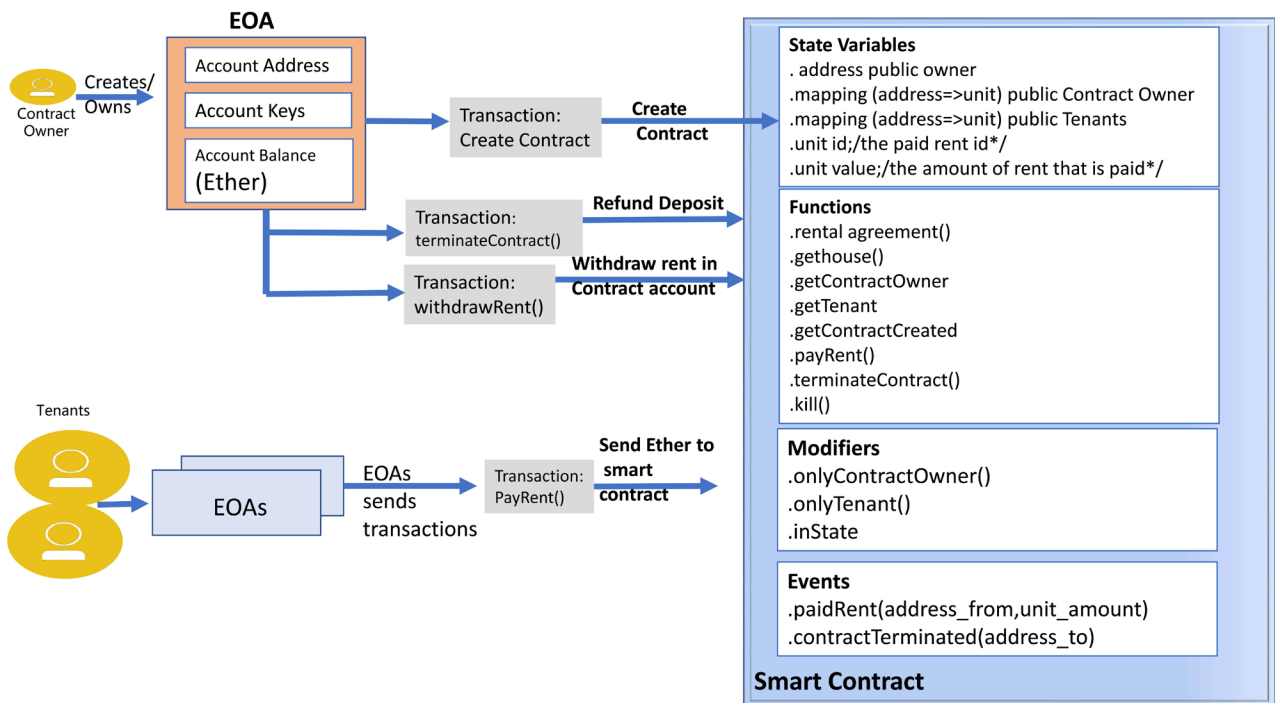 EOA
Contract
Owner
Creates/
Owns
Account Address
Account Keys
Account Balance
(Ether)
Transaction:
Create Contract
Create
Contract
Transaction:
terminateContract()
Refund Deposit
Transaction:
withdrawRent()
Withdraw rent in
Contract account
Tenants
EOAs
EOAs
sends
transactions
Transaction:
PayRent()
Send Ether to
smart
contract
State Variables
. address public owner
.mapping (address=>unit) public Contract Owner
.mapping (address=>unit) public Tenants
.unit id;/the paid rent id*/
.unit value;/the amount of rent that is paid*/
Functions
.rental agreement()
.gethouse()
.getContractOwner
.getTenant
.getContractCreated
.payRent()
.terminateContract()
.kill()
Modifiers
.onlyContractOwner()
.onlyTenant()
.inState
Events
.paidRent(address_from,unit_amount)
.contractTerminated(address_to)
Smart Contract